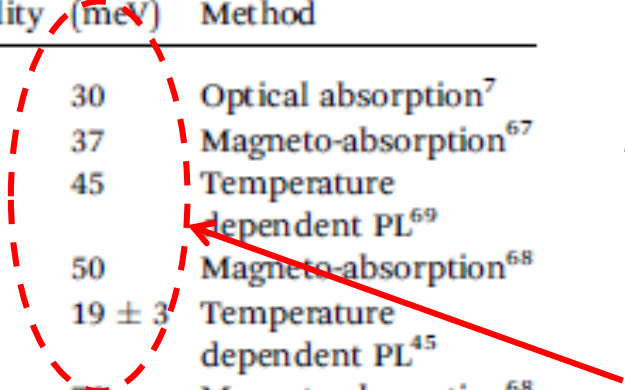 lity (meV) Method
30 Optical absorption7
37 Magneto-absorption67
45 Temperature
dependent PL69
50 Magneto-absorption68
19 ± 3 Temperature
dependent PL45